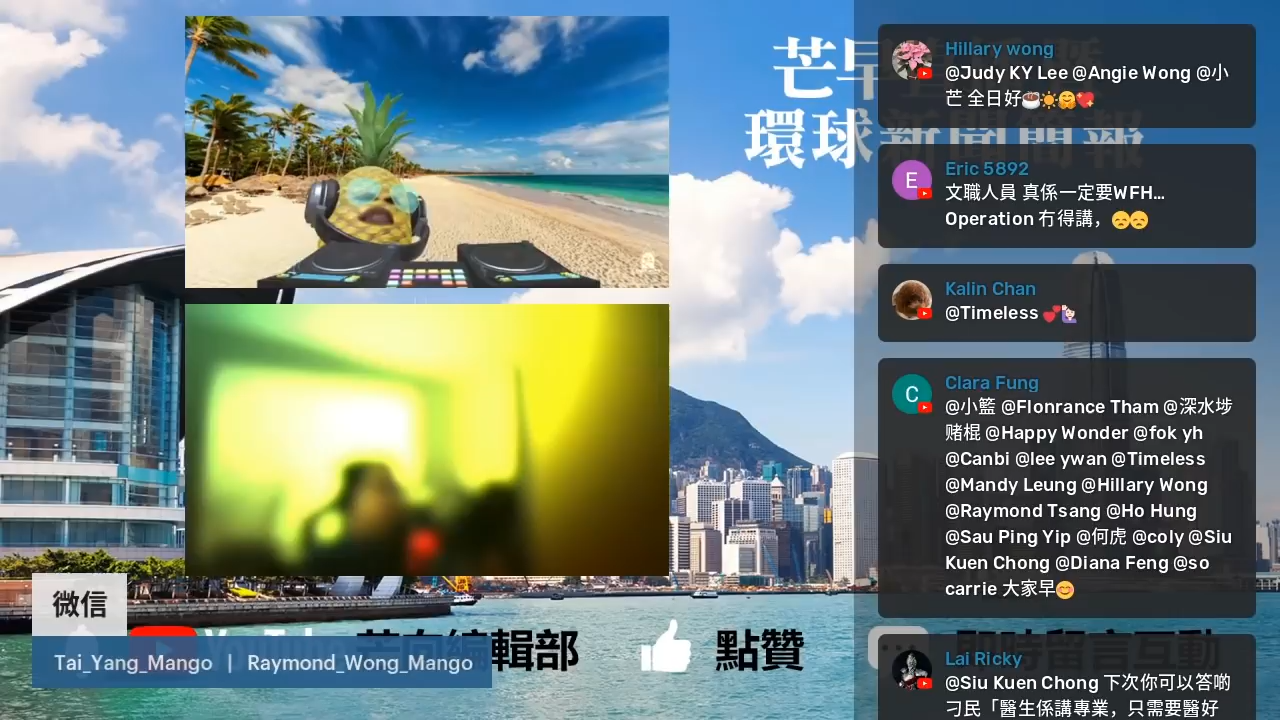 環球新聞簡報
Hillary wong
@Judy KY Lee @Angie Wong @小
芒 全日好☕☀🤗💖
Eric 5892
文職人員 真係一定要WFH...
Operation 冇得講，😞😞
Kalin Chan
@Timeless 💕🙋🏻‍♀️
Clara Fung
@小籃 @Flonrance Tham @深水埗
赌棍 @Happy Wonder @fok yh
@Canbi @lee ywan @Timeless
@Mandy Leung @Hillary Wong
@Raymond Tsang @Ho Hung
@Sau Ping Yip @何虎 @coly @Siu
Kuen Chong @Diana Feng @so
carrie 大家早😊
Lai Ricky
@Siu Kuen Chong 下次你可以答啲
刁民「醫生係講專業，只需要醫好
微信
Tai_Yang_Mango | Raymond_Wong_Mango
編輯部
點讚
即時留言互動